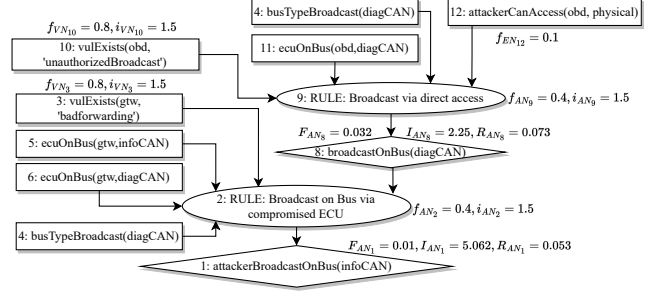 4: busTypeBroadcast(diagCAN)
12: attackerCanAccess(obd, physical)
f_{VN_{10}} = 0.8, i_{VN_{10}} = 1.5
10: vulExists(obd,
'unauthorizedBroadcast')
11: ecuOnBus(obd,diagCAN)
f_{EN_{12}} = 0.1
f_{VN_3} = 0.8, i_{VN_3} = 1.5
3: vulExists(gtw,
'badforwarding')
9: RULE: Broadcast via direct access
f_{AN_9} = 0.4, i_{AN_9} = 1.5
F_{AN_8} = 0.032
I_{AN_8} = 2.25, R_{AN_8} = 0.073
5: ecuOnBus(gtw,infoCAN)
8: broadcastOnBus(diagCAN)
6: ecuOnBus(gtw,diagCAN)
2: RULE: Broadcast on Bus via
compromised ECU
f_{AN_2} = 0.4, i_{AN_2} = 1.5
4: busTypeBroadcast(diagCAN)
F_{AN_1} = 0.01, I_{AN_1} = 5.062, R_{AN_1} = 0.053
1: attackerBroadcastOnBus(infoCAN)